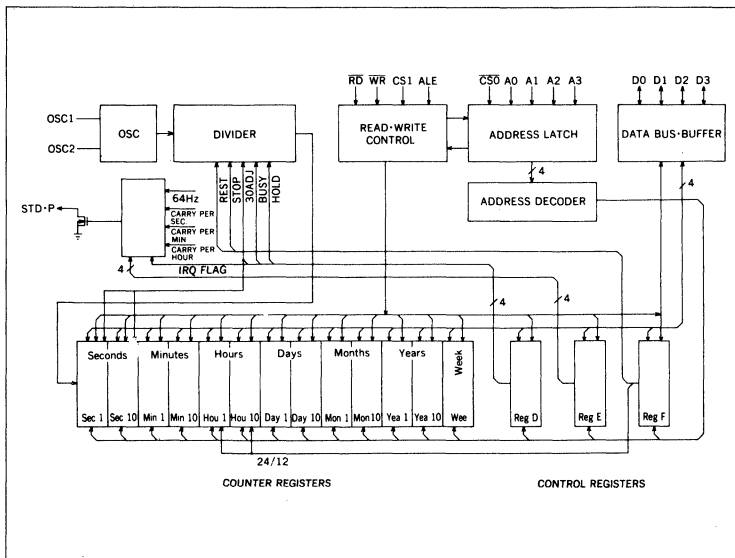 RD WR CS1 ALE
CS0 A0 A1 A2 A3
D0 D1 D2 D3
OSC1
OSC2
OSC
DIVIDER
READ·WRITE
CONTROL
ADDRESS LATCH
DATA BUS·BUFFER
4
4
ADDRESS DECODER
REST
STOP
30ADJ
BUSY
HOLD
STD·P
64Hz
CARRY PER
SEC.
CARRY PER
MIN
CARRY PER
HOUR
4
IRQ FLAG
4
4
Seconds
Minutes
Hours
Days
Months
Years
Week
Sec 1
Sec 10
Min 1
Min 10
Hou 1
Hou 10
Day 1
Day 10
Mon 1
Mon10
Yea 1
Yea 10
Wee
Reg D
Reg E
Reg F
24/12
COUNTER REGISTERS
CONTROL REGISTERS